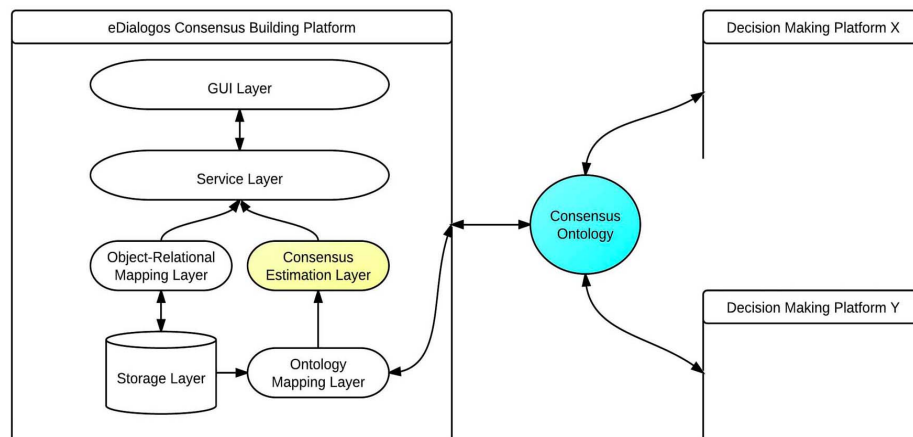 eDialogos Consensus Building Platform
Decision Making Platform X
GUI Layer
Service Layer
Consensus
Ontology
Object-Relational
Mapping Layer
Consensus
Estimation Layer
Decision Making Platform Y
Storage Layer
Ontology
Mapping Layer